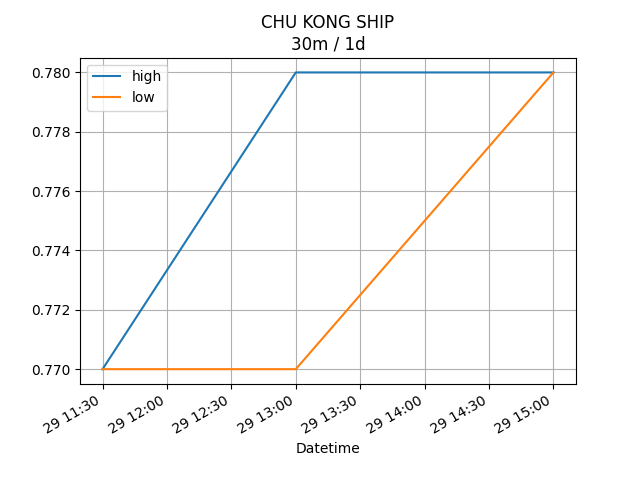 CHU KONG SHIP
30m / 1d
high
low
0.780
0.778
0.776
0.774
0.772
0.770
29 11:30
29 12:00
29 12:30
29 13:00
29 13:30
29 14:00
29 14:30
29 15:00
Datetime